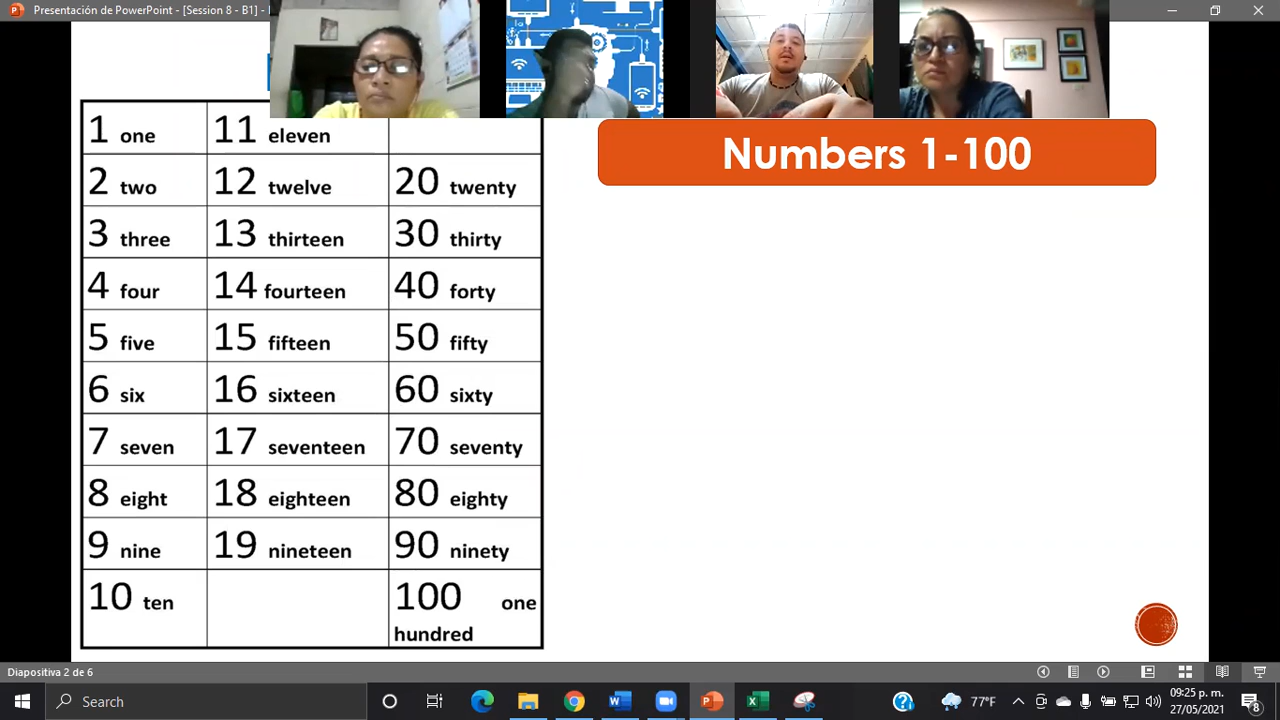 Presentación de PowerPoint - [Session 8 - B1] -
Numbers 1-100
1 one 11 eleven
2 two 12 twelve 20 twenty
3 three 13 thirteen 30 thirty
4 four 14 fourteen 40 forty
5 five 15 fifteen 50 fifty
6 six 16 sixteen 60 sixty
7 seven 17 seventeen 70 seventy
8 eight 18 eighteen 80 eighty
9 nine 19 nineteen 90 ninety
10 ten 100 one
hundred
Diapositiva 2 de 6
Search
77°F
09:25 p. m.
27/05/2021
8